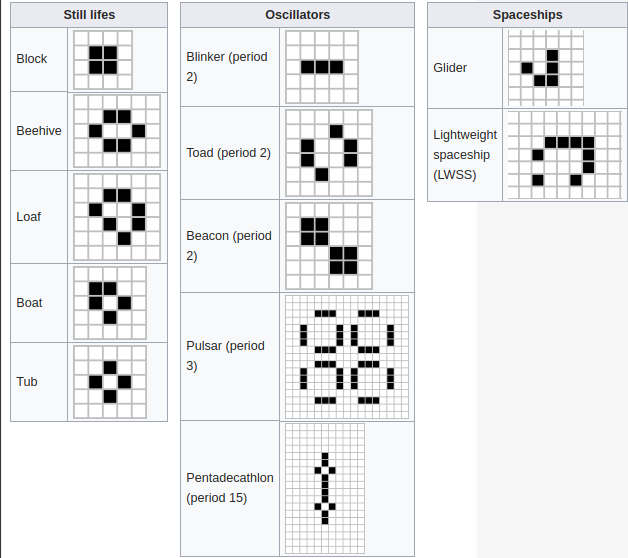 Still lifes
Block
Beehive
Loaf
Boat
Tub
Oscillators
Blinker (period
2)
Toad (period 2)
Beacon (period
2)
Pulsar (period
3)
Pentadecathlon
(period 15)
Spaceships
Glider
Lightweight
spaceship
(LWSS)